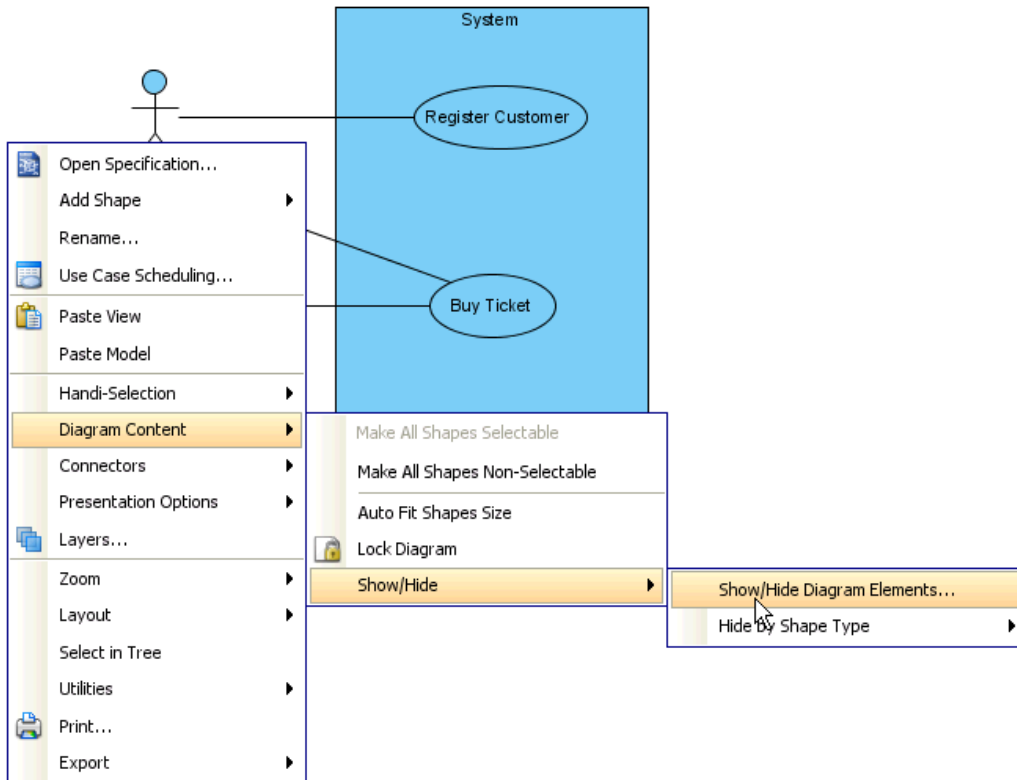 System
Register Customer
Buy Ticket
Open Specification...
Add Shape
Rename...
Use Case Scheduling...
Paste View
Paste Model
Handi-Selection
Diagram Content
Connectors
Presentation Options
Layers...
Zoom
Layout
Select in Tree
Utilities
Print...
Export
Make All Shapes Selectable
Make All Shapes Non-Selectable
Auto Fit Shapes Size
Lock Diagram
Show/Hide
Show/Hide Diagram Elements...
Hide by Shape Type